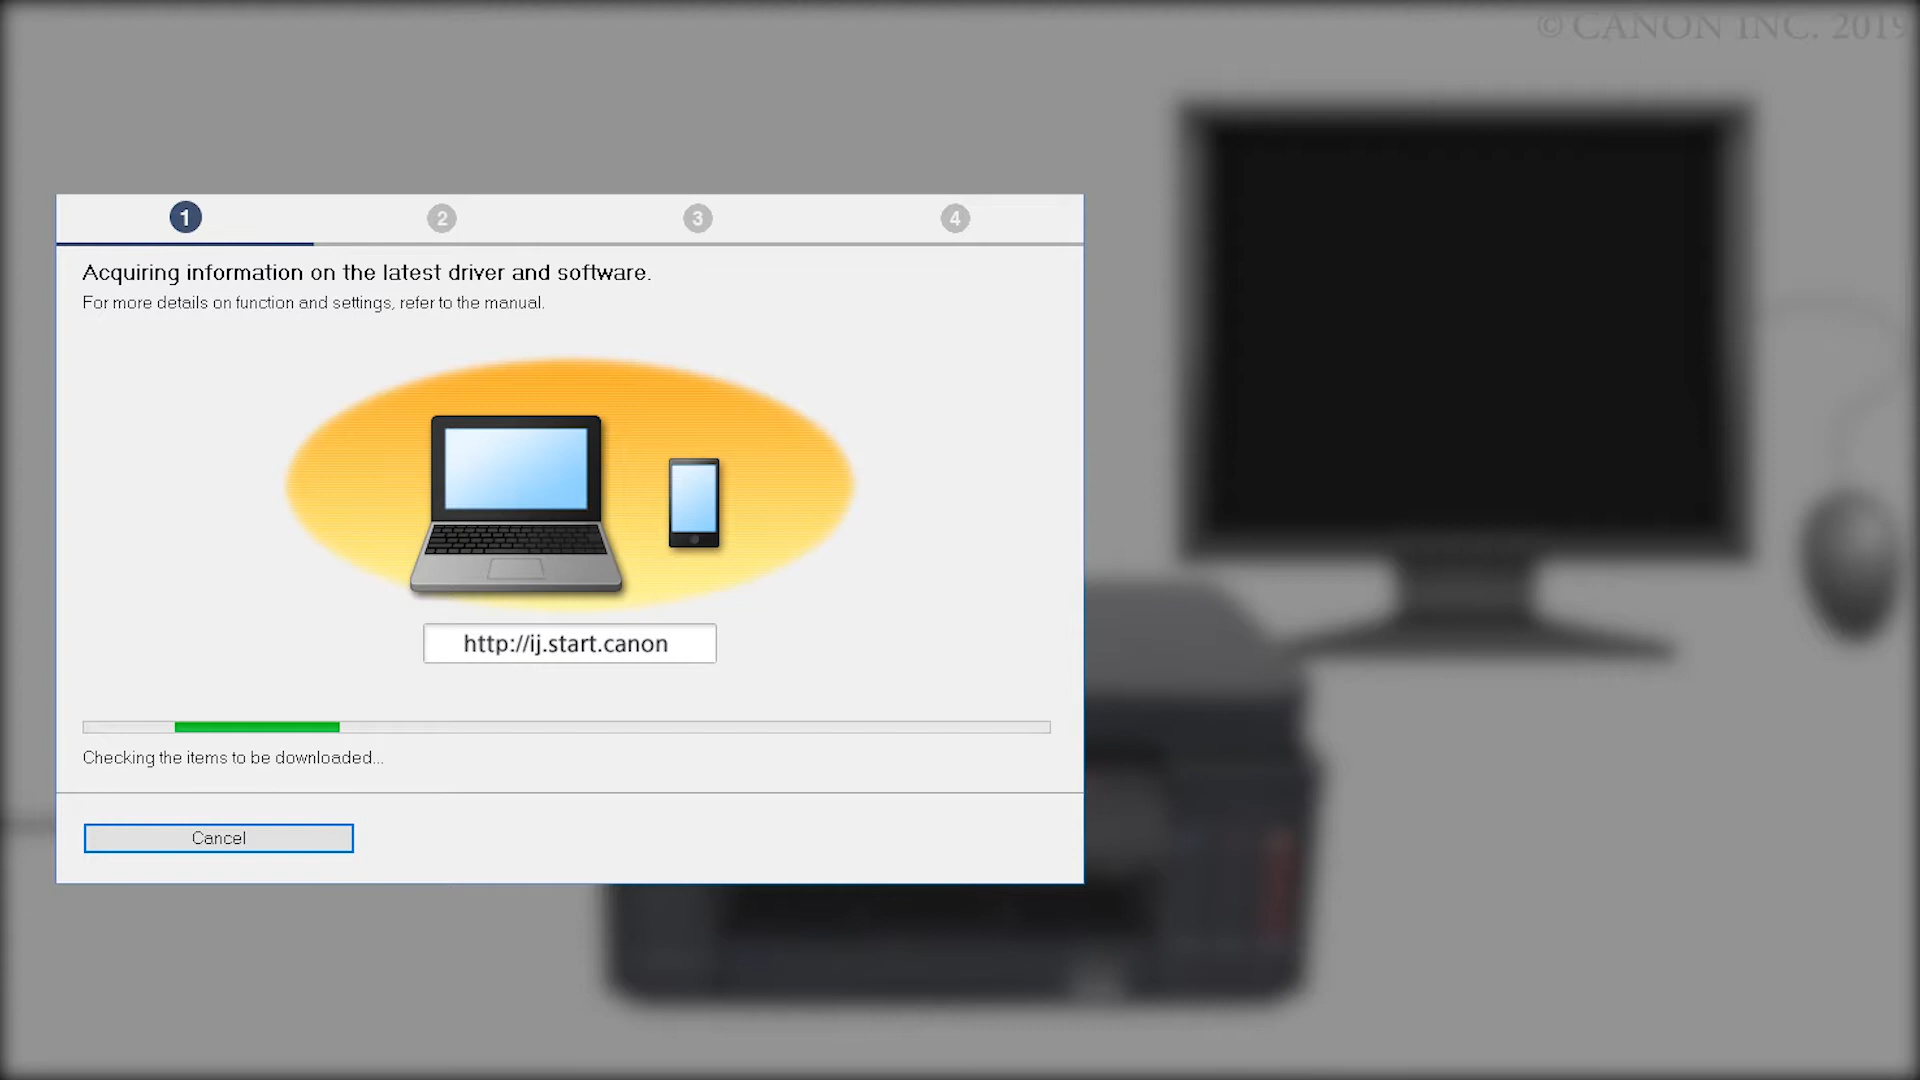 © CANON INC. 2019
1 2 3 4
Acquiring information on the latest driver and software.
For more details on function and settings, refer to the manual.
http://ij.start.canon
Checking the items to be downloaded...
Cancel